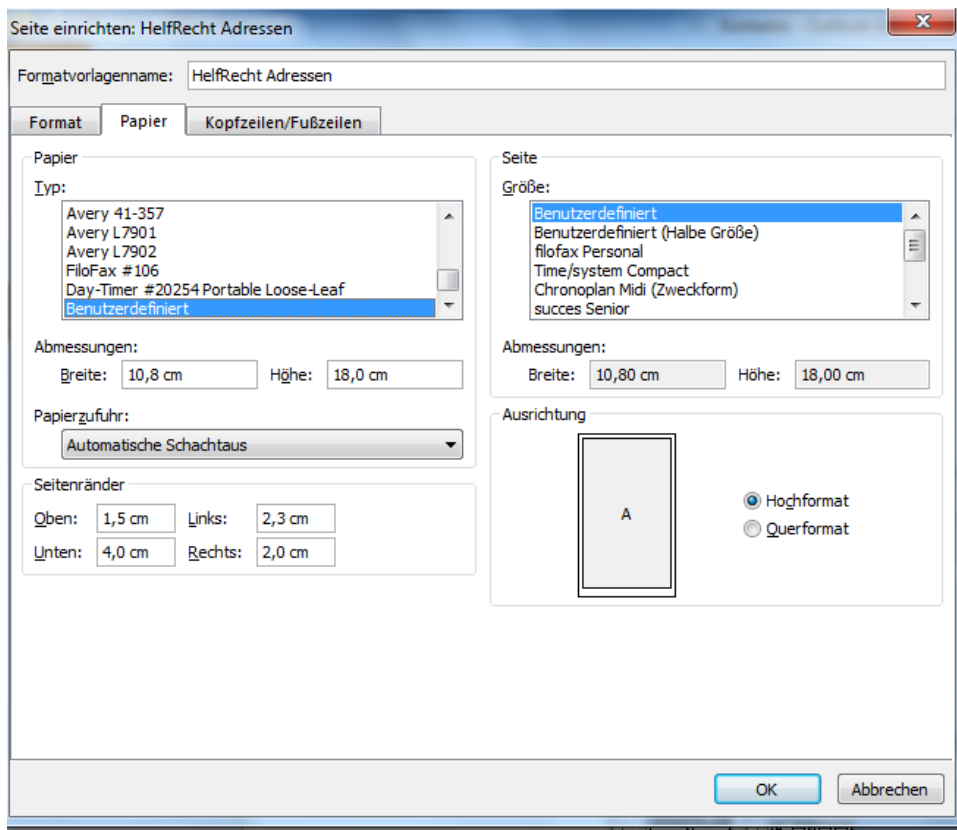 Seite einrichten: HelfRecht Adressen
X
Formatvorlagenname: HelfRecht Adressen
Format Papier Kopfzeilen/Fußzeilen
Papier
Typ:
Avery 41-357
Avery L7901
Avery L7902
FiloFax #106
Day-Timer #20254 Portable Loose-Leaf
Benutzerdefiniert
Abmessungen:
Breite: 10,8 cm Höhe: 18,0 cm
Papierzufuhr:
Automatische Schachtaus
Seitenränder
Oben: 1,5 cm Links: 2,3 cm
Unten: 4,0 cm Rechts: 2,0 cm
Seite
Größe:
Benutzerdefiniert
Benutzerdefiniert (Halbe Größe)
filofax Personal
Time/system Compact
Chronoplan Midi (Zweckform)
succes Senior
Abmessungen:
Breite: 10,80 cm Höhe: 18,00 cm
Ausrichtung
A
Hochformat
Querformat
OK Abbrechen